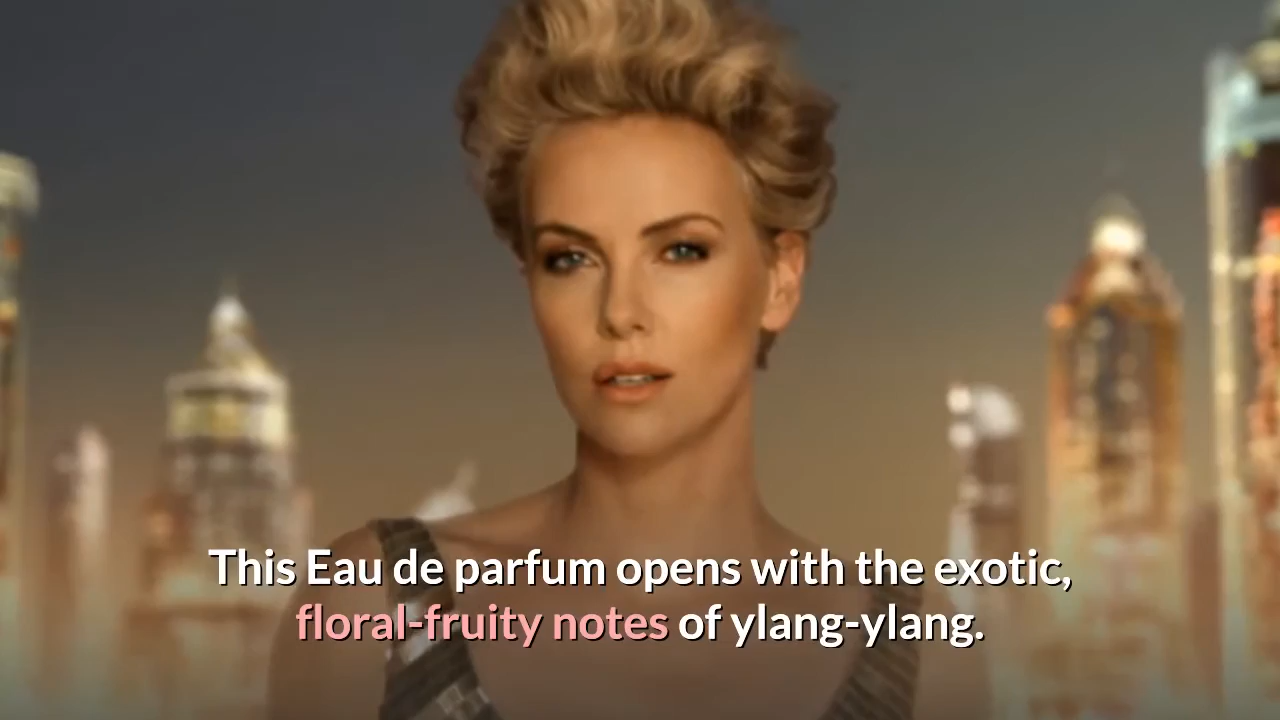 This Eau de parfum opens with the exotic,
floral-fruity notes of ylang-ylang.